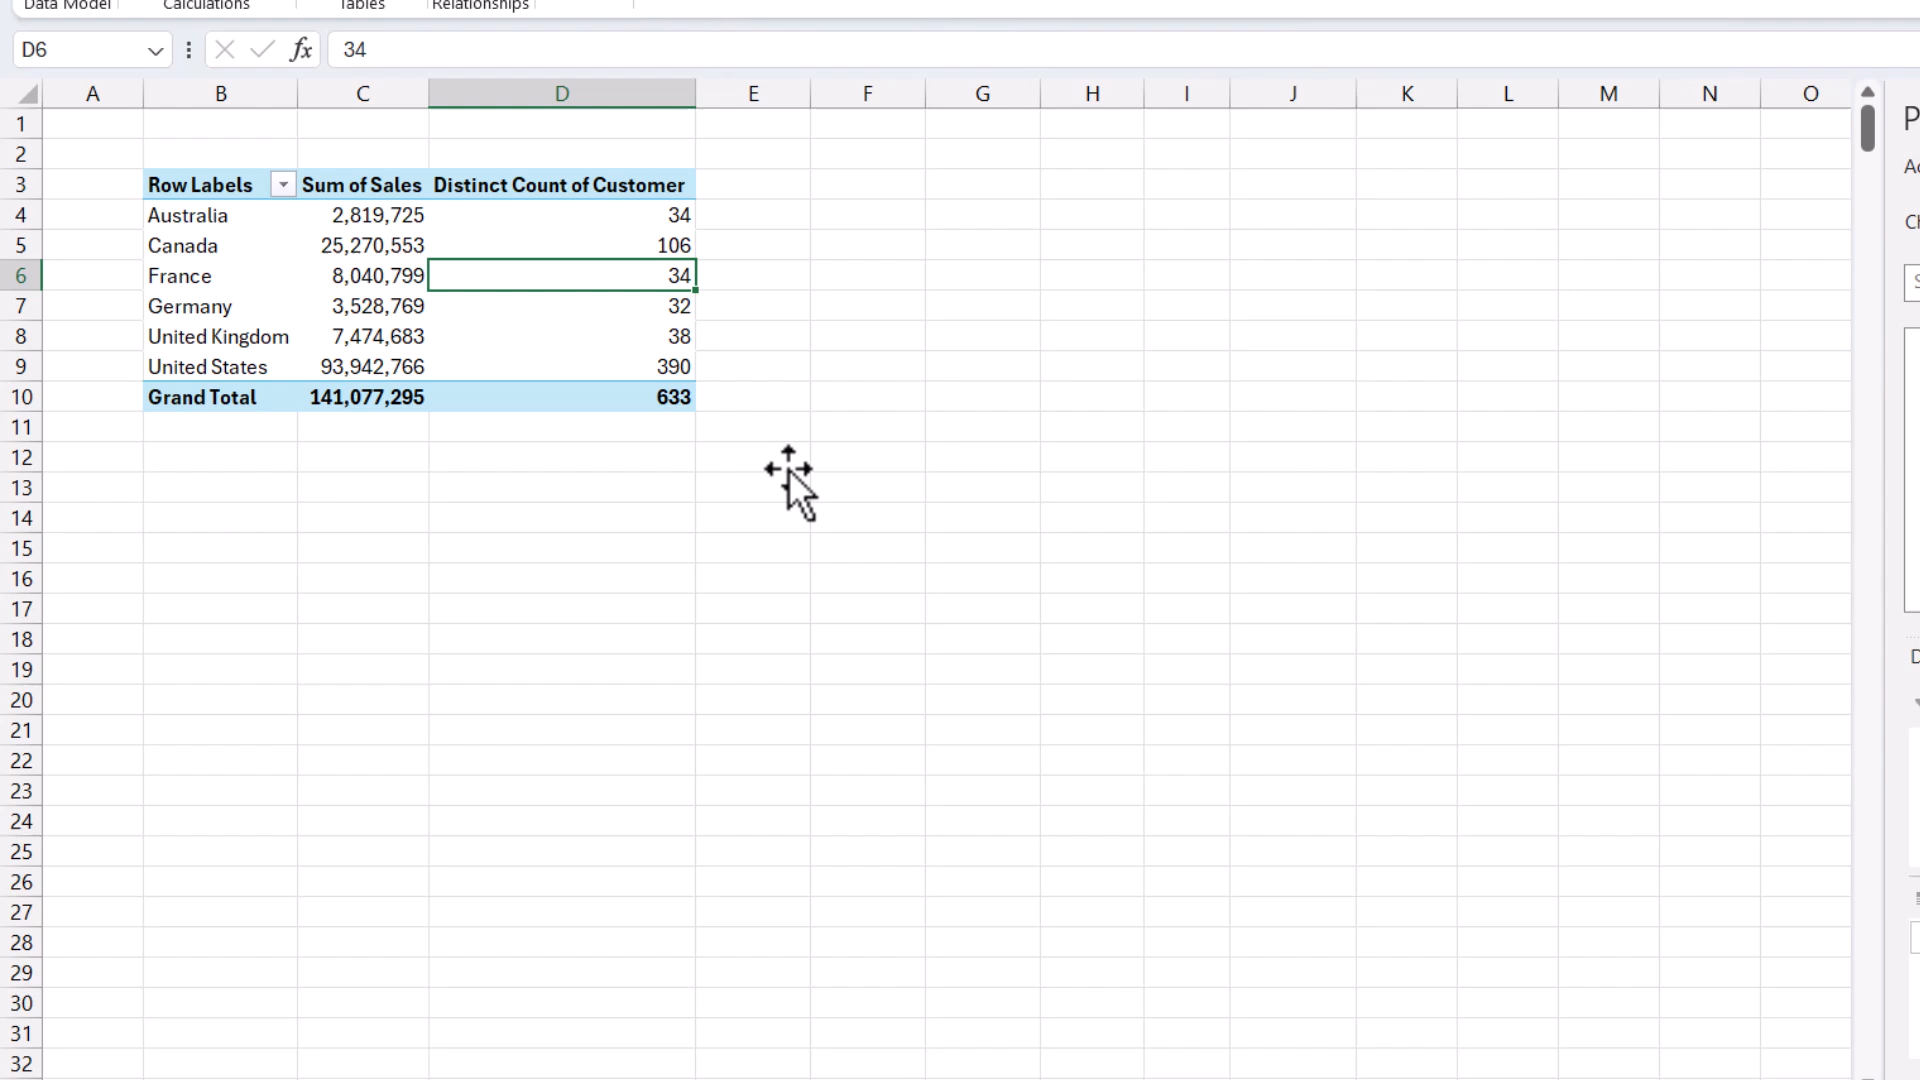 Data Model Calculations Tables Relationships
D6 fx 34
A B C D E F G H I J K L M N O
1
2
3 Row Labels Sum of Sales Distinct Count of Customer
4 Australia 2,819,725 34
5 Canada 25,270,553 106
6 France 8,040,799 34
7 Germany 3,528,769 32
8 United Kingdom 7,474,683 38
9 United States 93,942,766 390
10 Grand Total 141,077,295 633
11
12
13
14
15
16
17
18
19
20
21
22
23
24
25
26
27
28
29
30
31
32